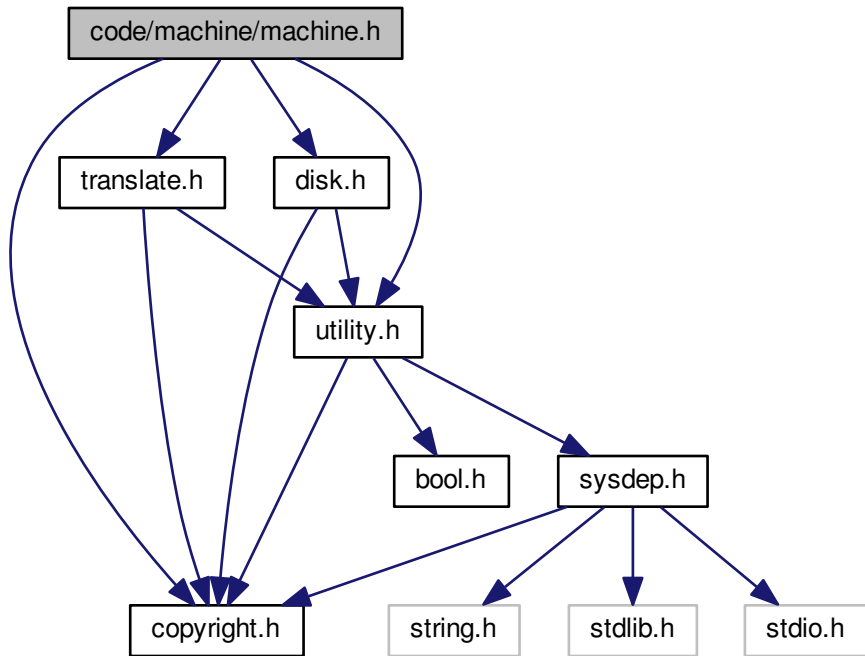 code/machine/machine.h
translate.h
disk.h
utility.h
bool.h
sysdep.h
copyright.h
string.h
stdlib.h
stdio.h